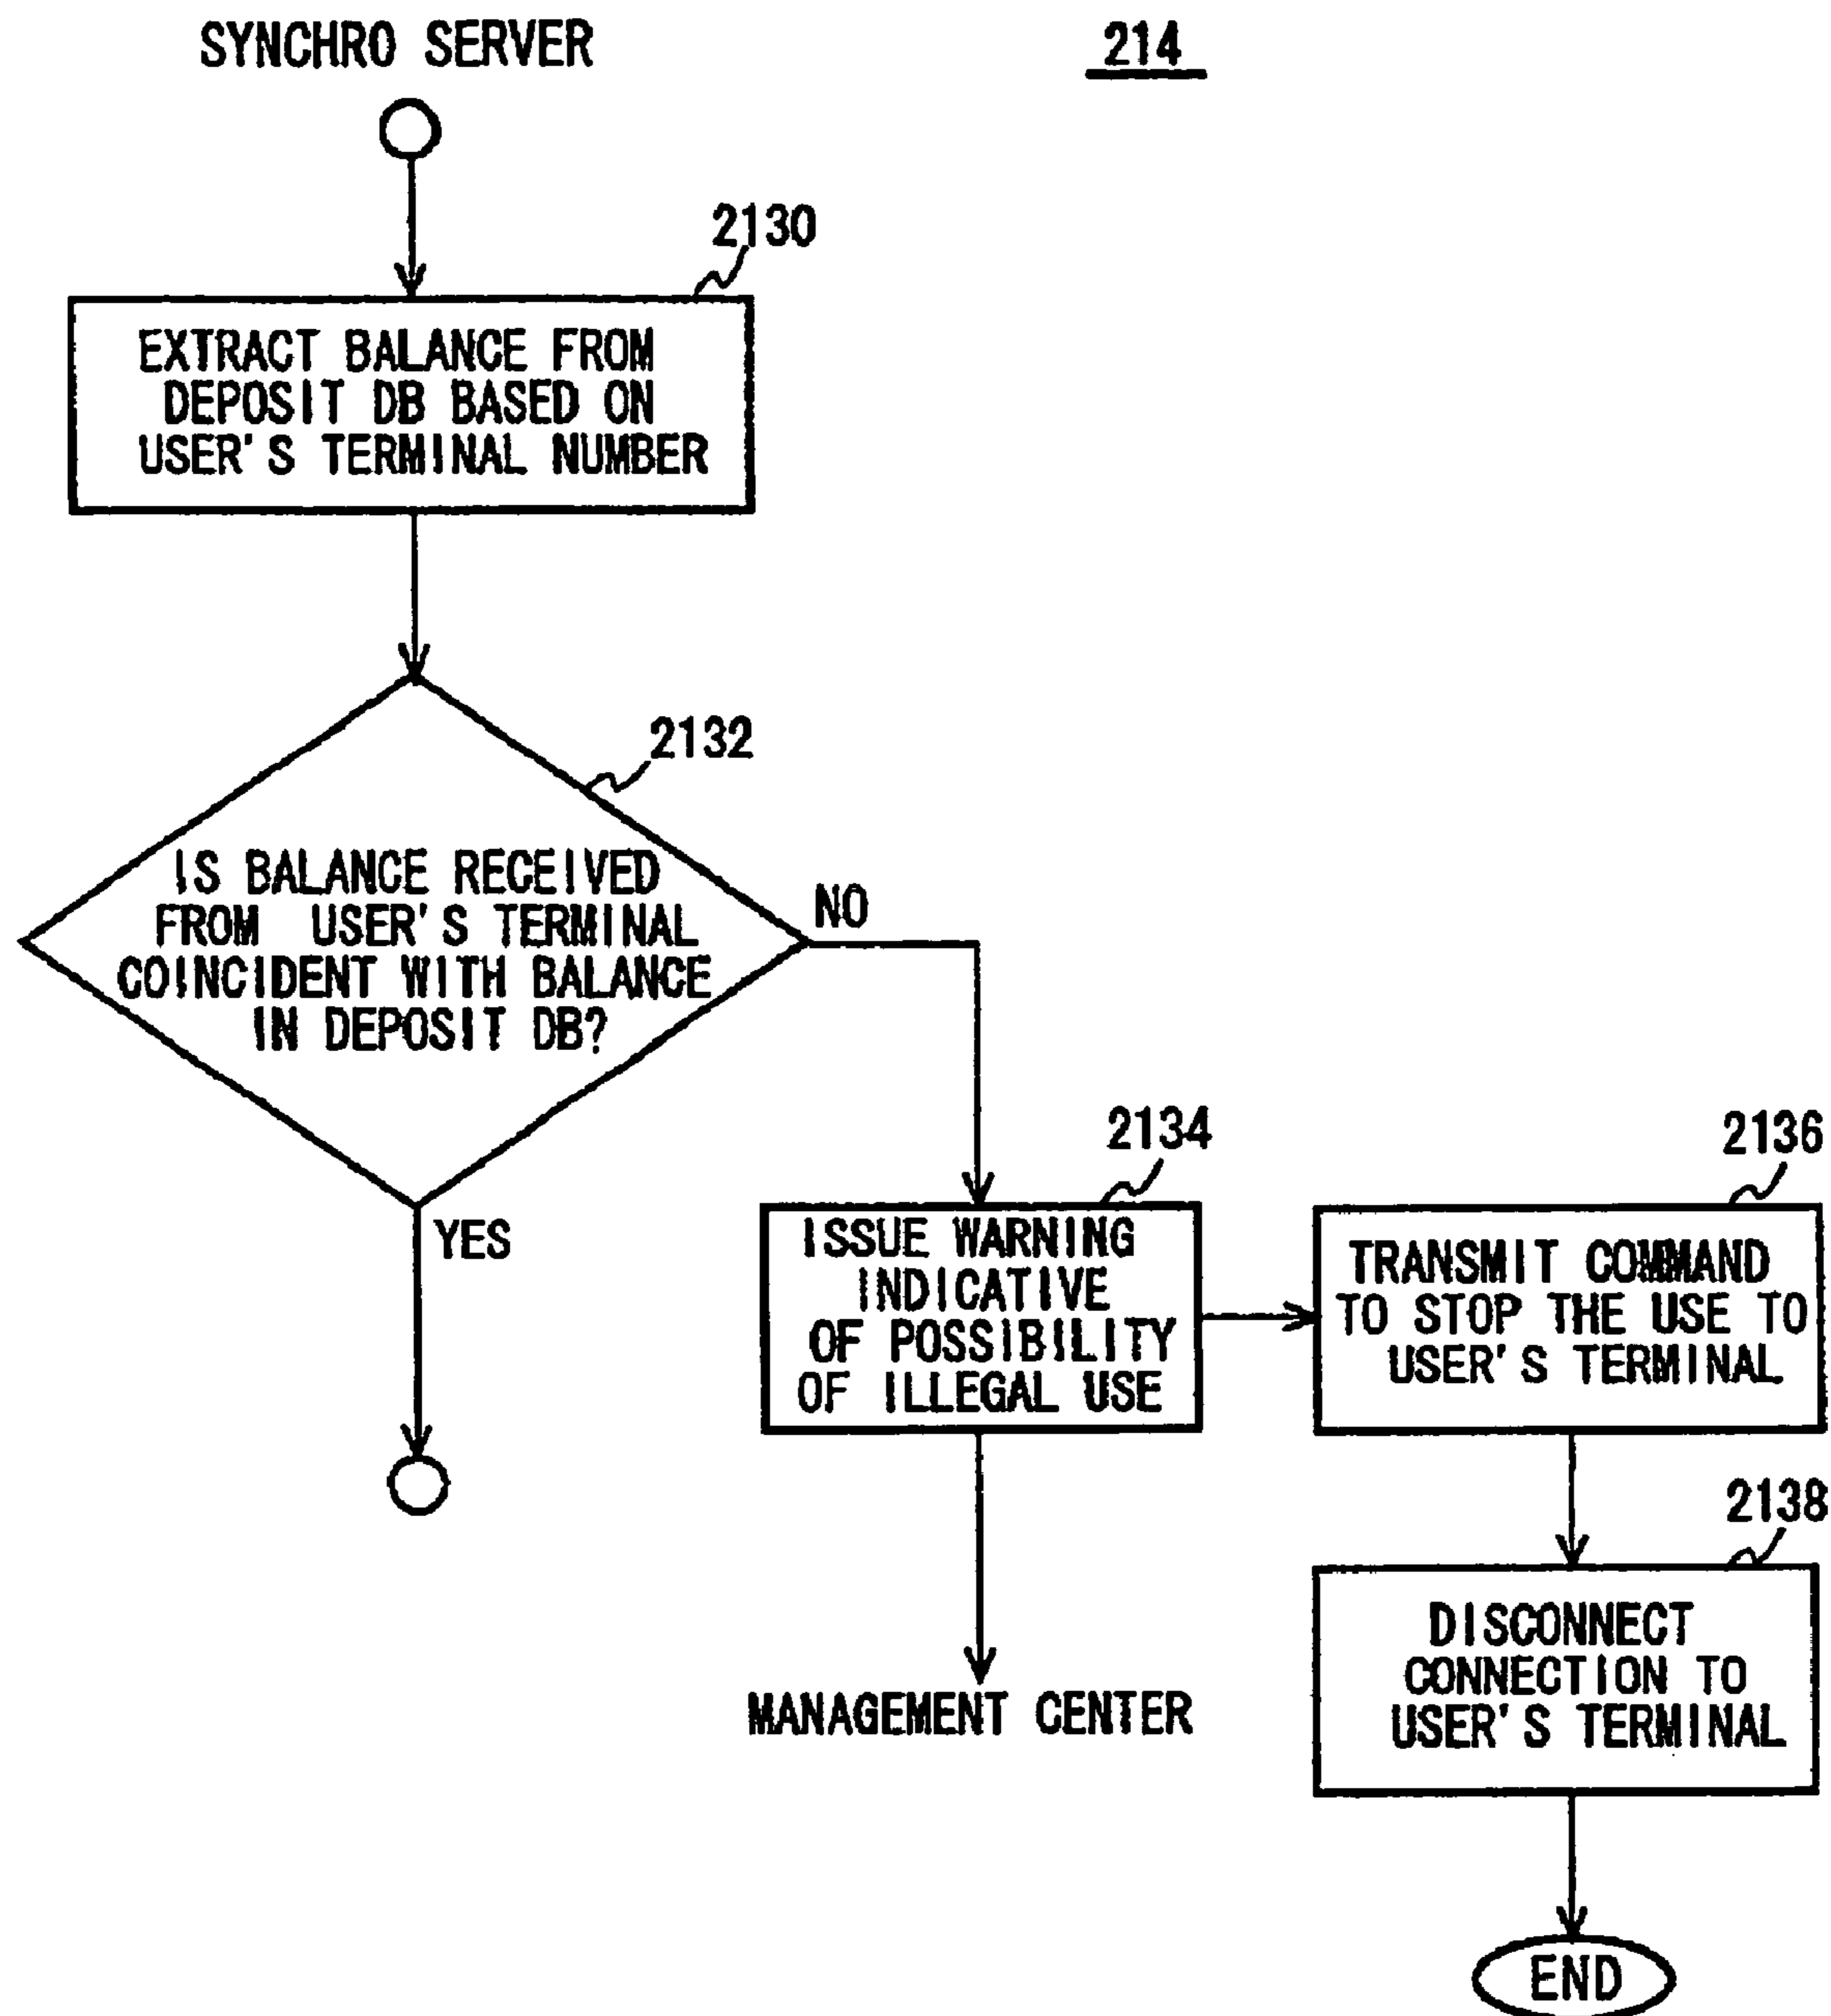 SYNCHRO SERVER
214
2130
EXTRACT BALANCE FROM
DEPOSIT DB BASED ON
USER'S TERMINAL NUMBER
2132
IS BALANCE RECEIVED
FROM USER'S TERMINAL
COINCIDENT WITH BALANCE
IN DEPOSIT DB?
NO
YES
2134
ISSUE WARNING
INDICATIVE
OF POSSIBILITY
OF ILLEGAL USE
2136
TRANSMIT COMMAND
TO STOP THE USE TO
USER'S TERMINAL
MANAGEMENT CENTER
2138
DISCONNECT
CONNECTION TO
USER'S TERMINAL
END